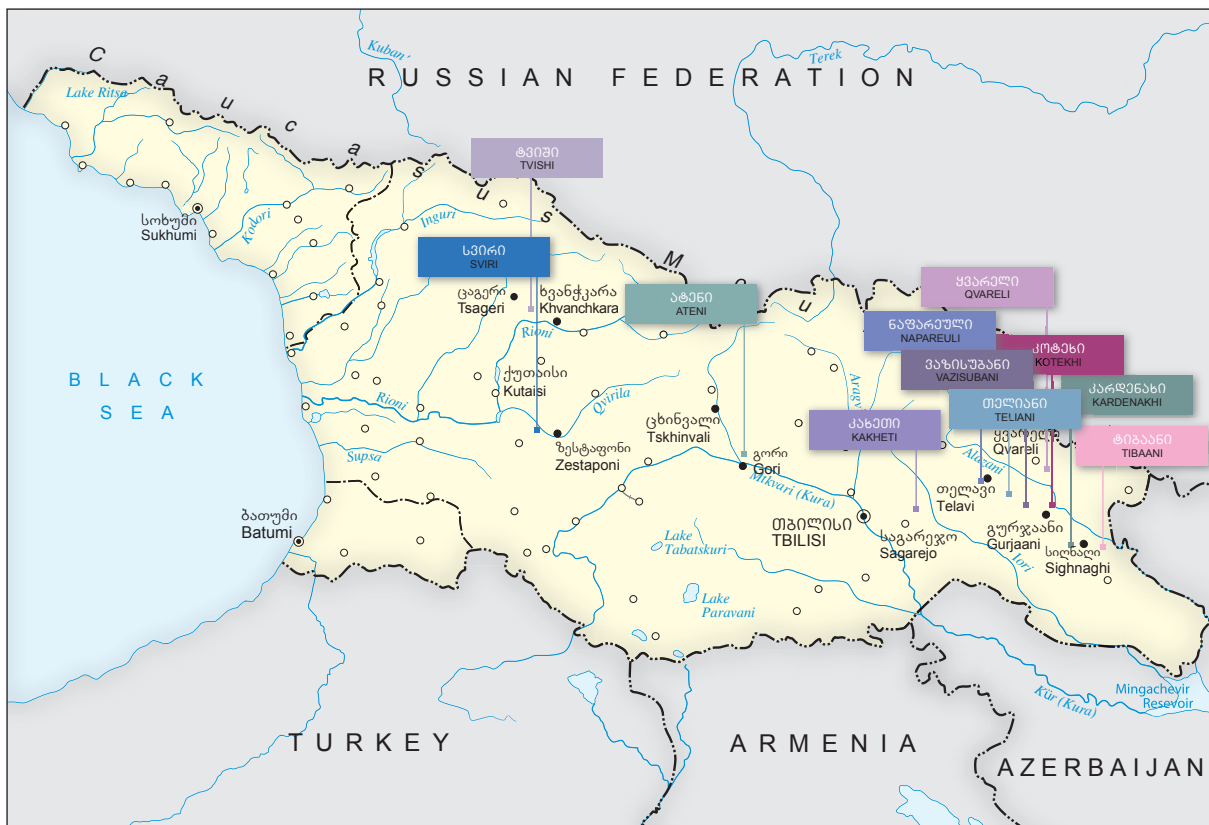 Caucasus Mou
Kuban'
Terek
RUSSIAN FEDERATION
Lake Ritsa
ტვიში
TVISHI
სოხუმი
Sukhumi
Kodori
Inguri
სვირი
SVIRI
ცაგერი
Tsageri
ხვანჭკარა
Khvanchkara
ატენი
ATENI
ყვარელი
QVARELI
ნაფარეული
NAPAREULI
კოტეხი
KOTEKHI
ვაზისუბანი
VAZISUBANI
კარდენახი
KARDENAKHI
თელიანი
TELIANI
კახეთი
KAKHETI
ტიბაანი
TIBAANI
BLACK
SEA
Rioni
Rioni
ქუთაისი
Kutaisi
Qvirila
ცხინვალი
Tskhinvali
Aragvi
ყვარელი
Qvareli
Alazani
ზესტაფონი
Zestaponi
Supsa
გორი
Gori
Mtkvari (Kura)
თელავი
Telavi
ბათუმი
Batumi
თბილისი
TBILISI
საგარეჯო
Sagarejo
გურჯაანი
Gurjaani
სიღნაღი
Sighnaghi
Iori
Lake
Tabatskuri
Lake
Paravani
Kür (Kura)
Mingachevir
Resevoir
TURKEY
ARMENIA
AZERBAIJAN